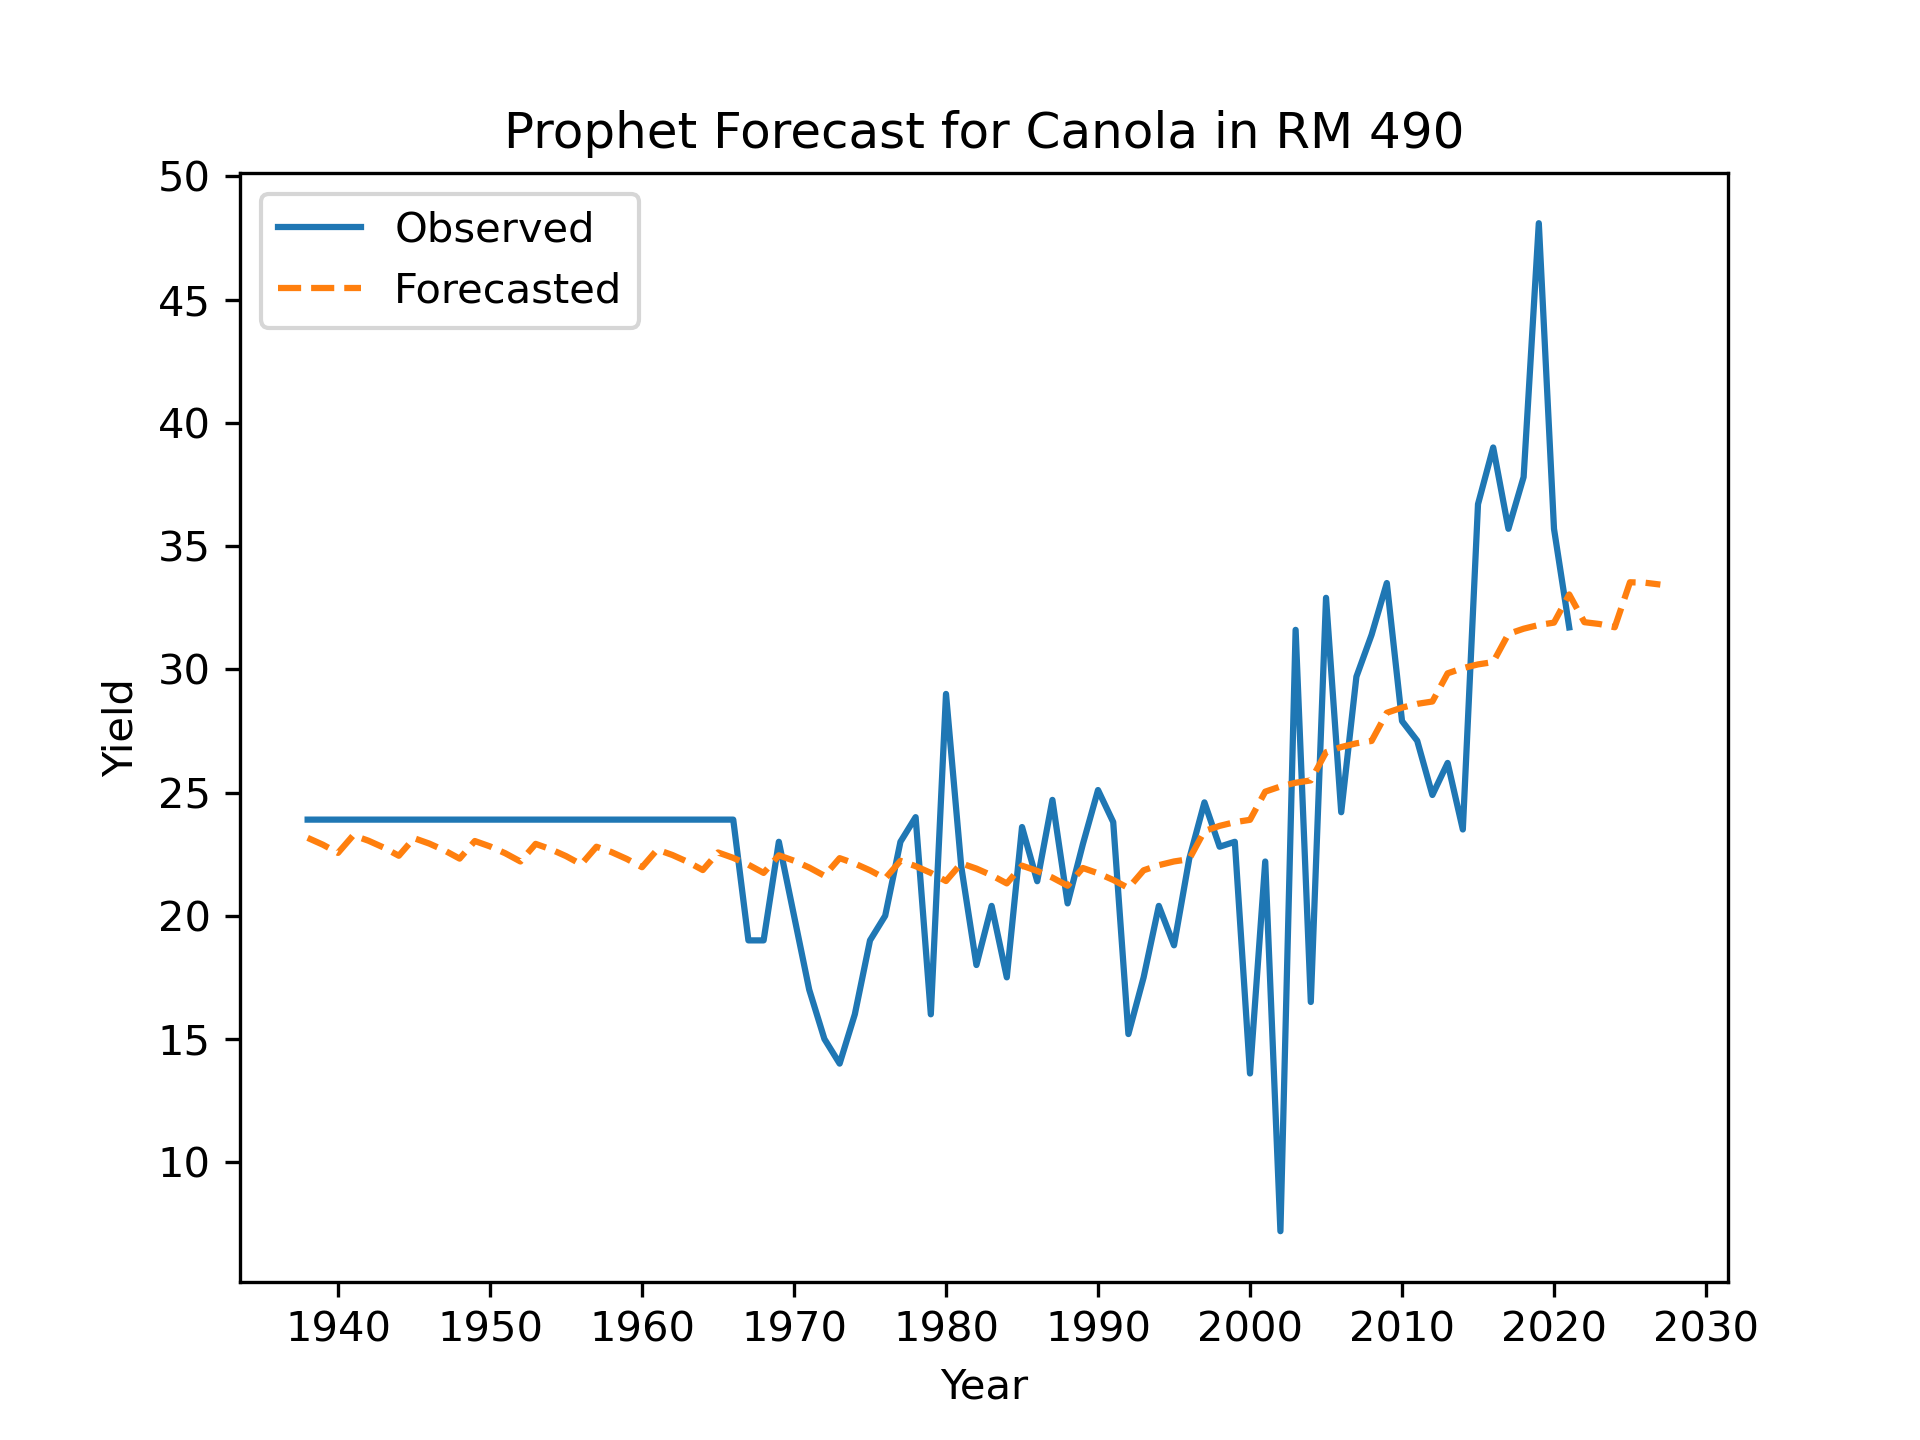 Prophet Forecast for Canola in RM 490
50
45
40
35
30
25
20
15
10
Observed
Forecasted
Yield
1940 1950 1960 1970 1980 1990 2000 2010 2020 2030
Year